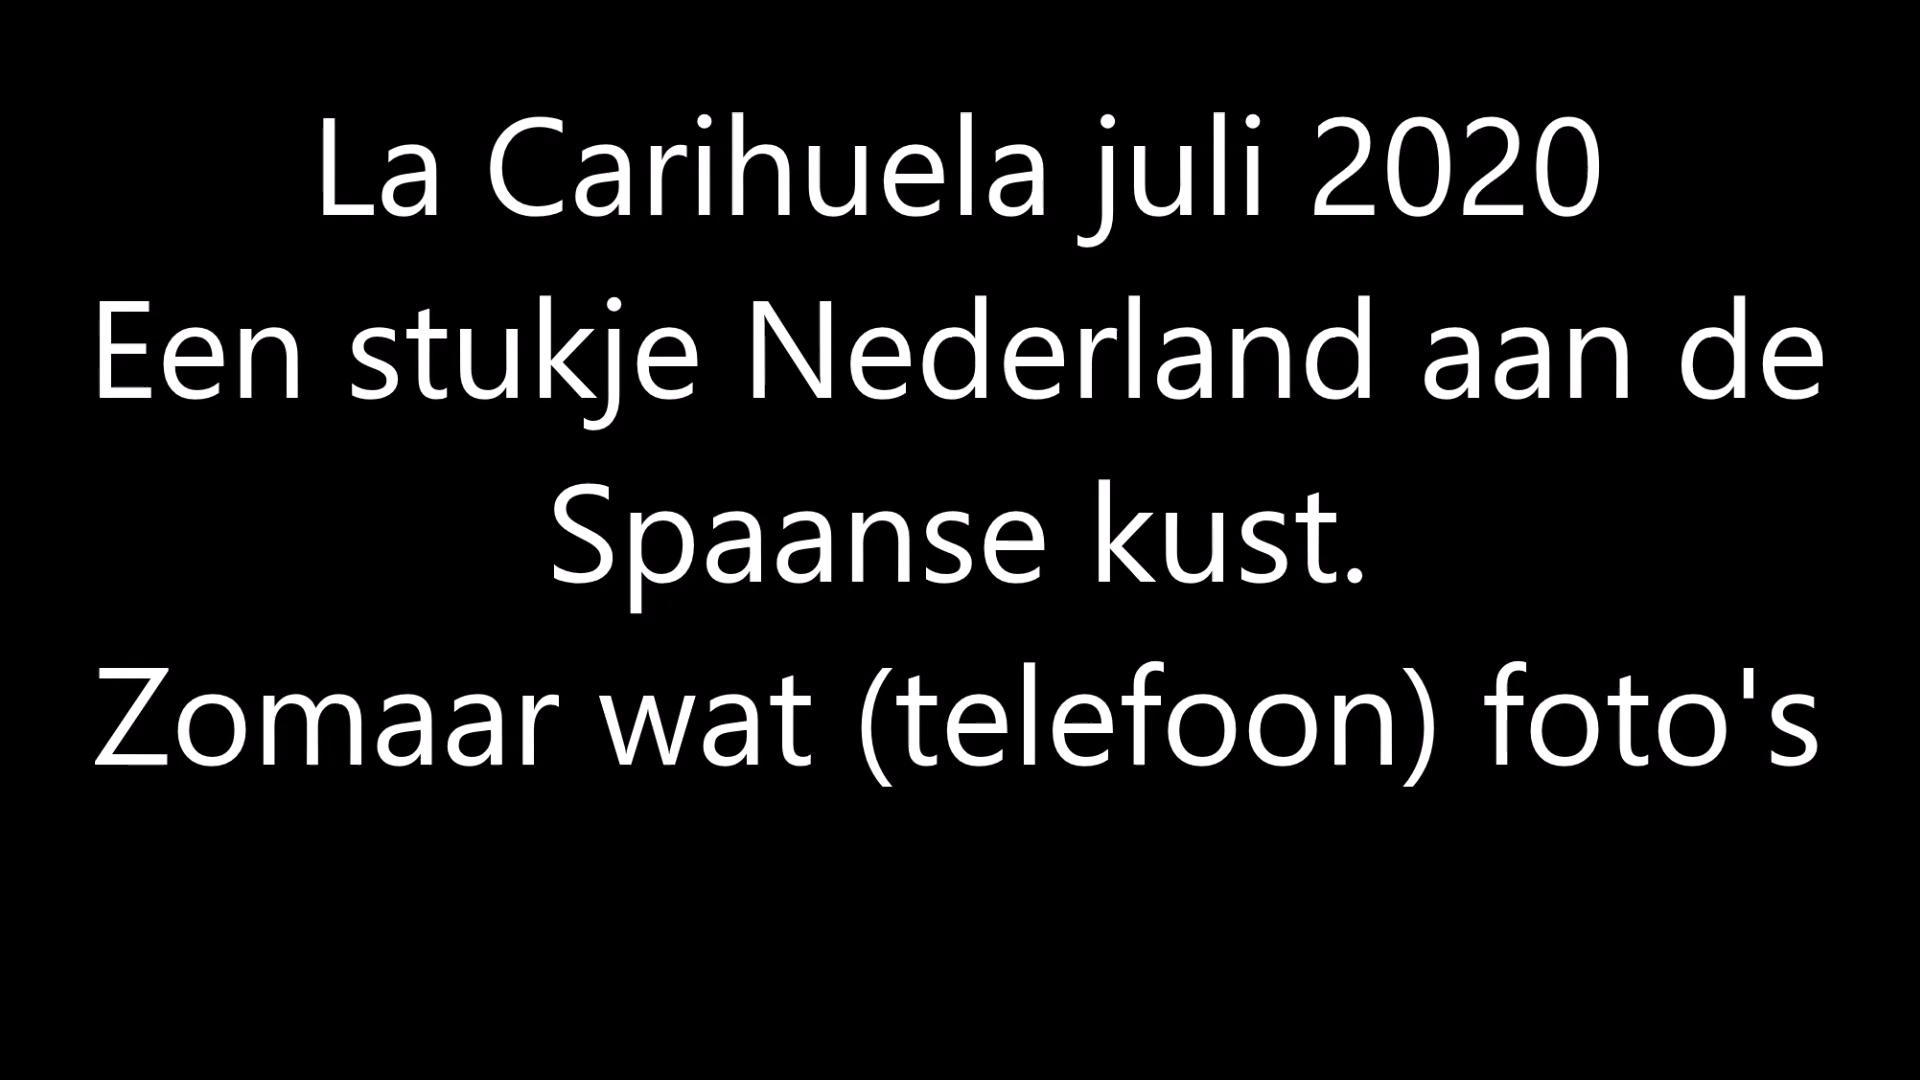 La Carihuela juli 2020
Een stukje Nederland aan de
Spaanse kust.
Zomaar wat (telefoon) foto's